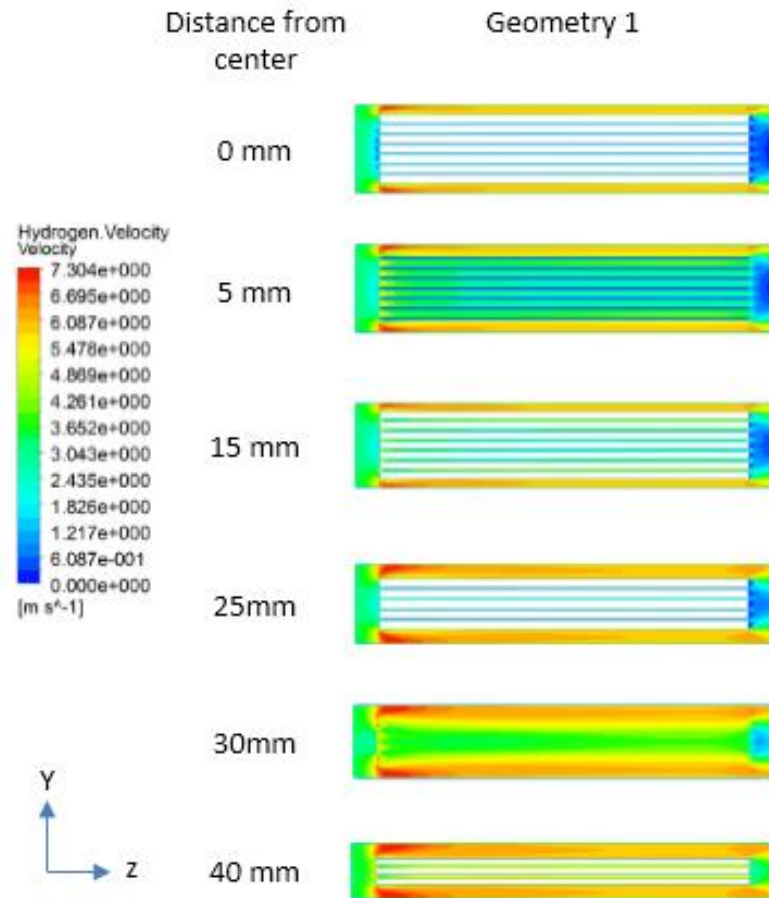 Distance from
center
Geometry 1
0 mm
Hydrogen.Velocity
Velocity
7.304e+000
6.695e+000
6.087e+000
5.478e+000
4.869e+000
4.261e+000
3.652e+000
3.043e+000
2.435e+000
1.826e+000
1.217e+000
6.087e-001
0.000e+000
[m s^-1]
5 mm
15 mm
25mm
30mm
40 mm
Y
Z